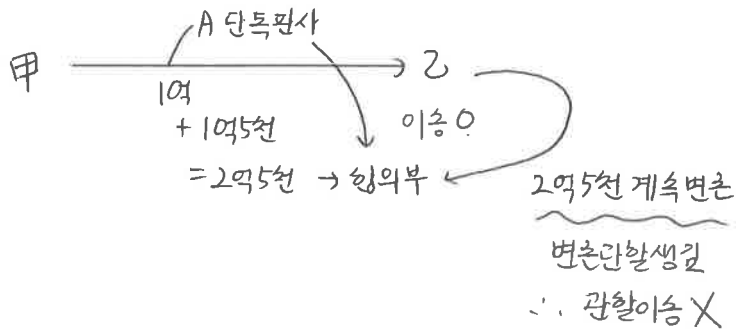 A 단독판사
甲 乙
1억
+ 1억5천 이송 O
= 2억5천 → 합의부
2억5천 계속변론
변론관할생김
∴ 관할이송 X